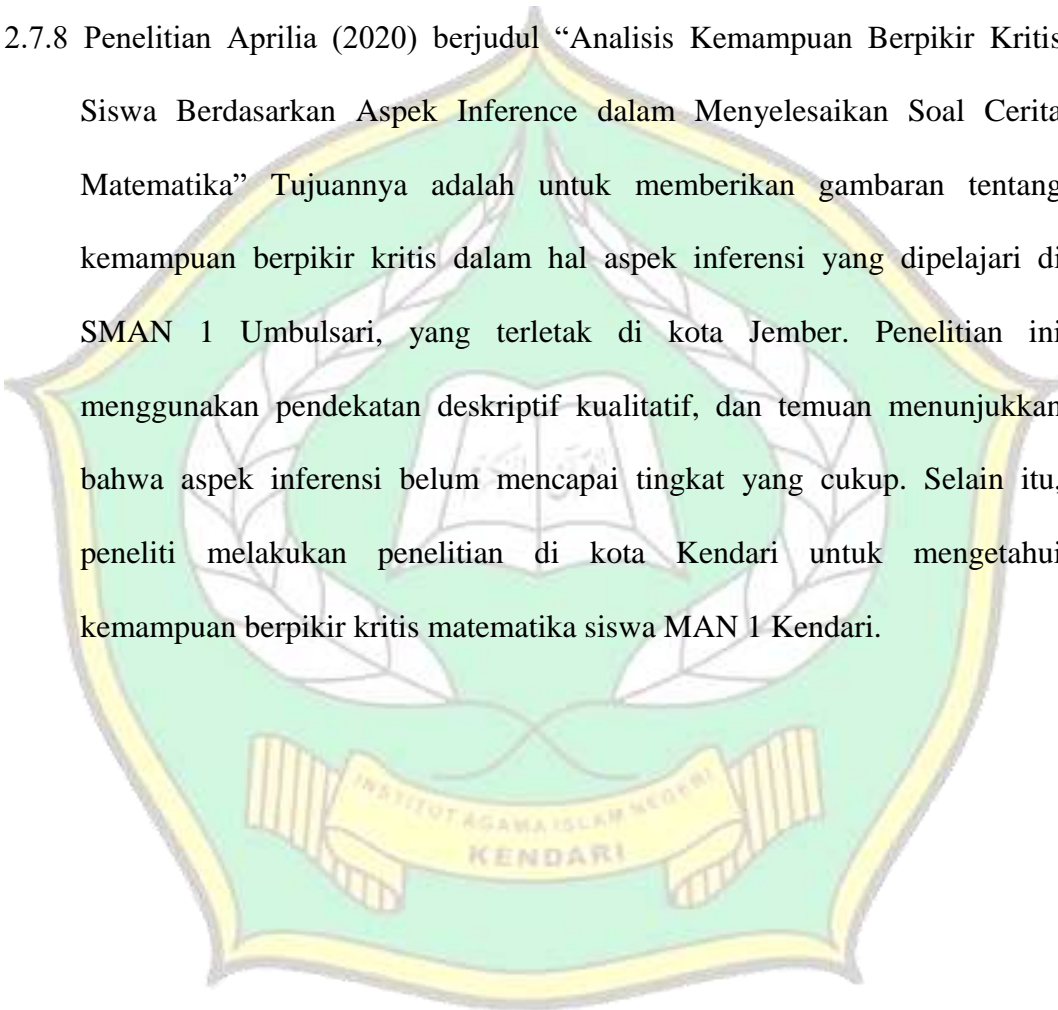 2.7.8 Penelitian Aprilia (2020) berjudul “Analisis Kemampuan Berpikir Kritis
Siswa Berdasarkan Aspek Inference dalam Menyelesaikan Soal Cerita
Matematika” Tujuannya adalah untuk memberikan gambaran tentang
kemampuan berpikir kritis dalam hal aspek inferensi yang dipelajari di
SMAN 1 Umbulsari, yang terletak di kota Jember. Penelitian ini
menggunakan pendekatan deskriptif kualitatif, dan temuan menunjukkan
bahwa aspek inferensi belum mencapai tingkat yang cukup. Selain itu,
peneliti melakukan penelitian di kota Kendari untuk mengetahui
kemampuan berpikir kritis matematika siswa MAN 1 Kendari.
INSTITUT AGAMA ISLAM NEGERI
KENDARI